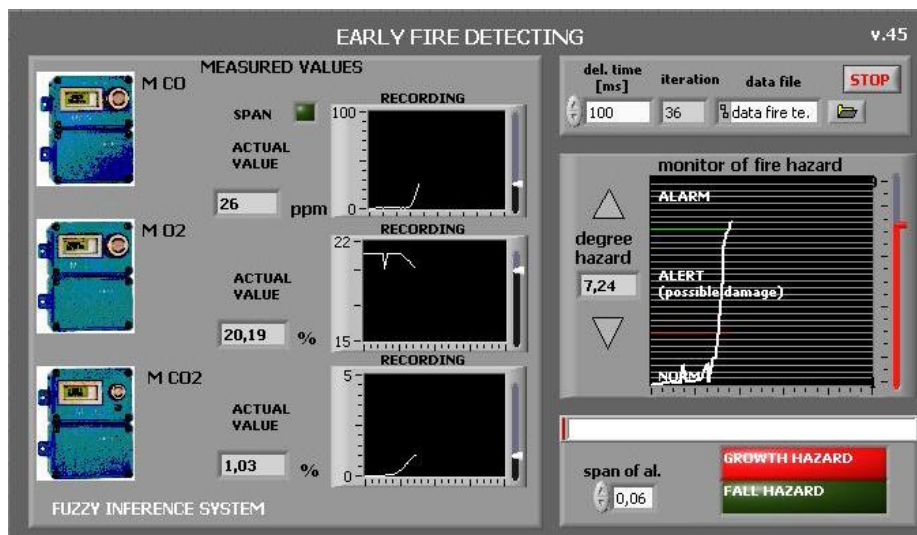 EARLY FIRE DETECTING
v.45
MEASURED VALUES
M CO
SPAN
ACTUAL
VALUE
26
ppm
RECORDING
100
0
M O2
ACTUAL
VALUE
20,19
%
RECORDING
22
15
M CO2
ACTUAL
VALUE
1,03
%
RECORDING
5
0
FUZZY INFERENCE SYSTEM
del. time
[ms]
100
iteration
36
data file
data fire te.
STOP
monitor of fire hazard
degree
hazard
7,24
ALARM
ALERT
(possible damage)
NORM
span of al.
0,06
GROWTH HAZARD
FALL HAZARD